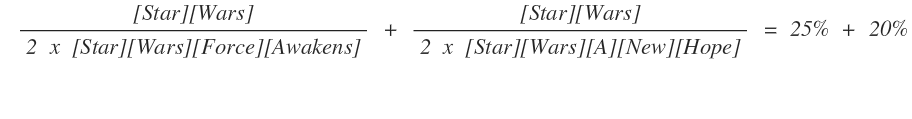 [Star][Wars] [Star][Wars]
+ = 25% + 20%
2 x [Star][Wars][Force][Awakens] 2 x [Star][Wars][A][New][Hope]